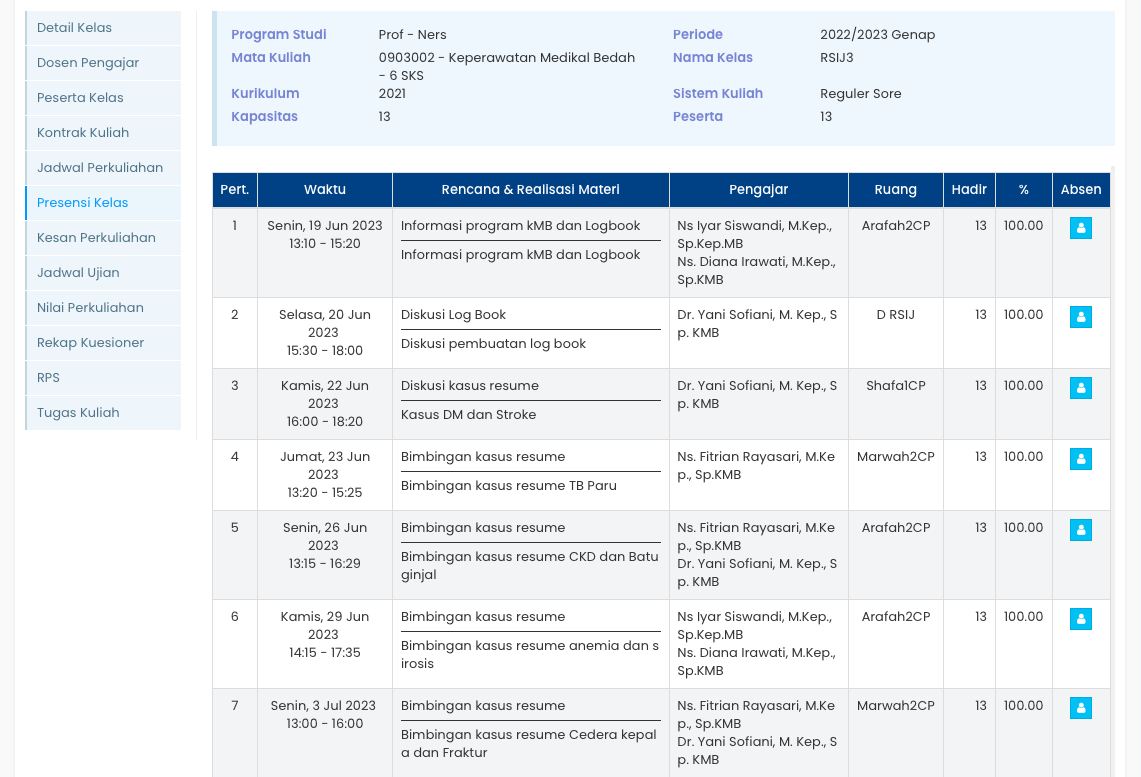 Detail Kelas
Dosen Pengajar
Peserta Kelas
Kontrak Kuliah
Jadwal Perkuliahan
Presensi Kelas
Kesan Perkuliahan
Jadwal Ujian
Nilai Perkuliahan
Rekap Kuesioner
RPS
Tugas Kuliah
Program Studi Prof - Ners Periode 2022/2023 Genap
Mata Kuliah 0903002 - Keperawatan Medikal Bedah Nama Kelas RSIJ3
- 6 SKS
Kurikulum 2021 Sistem Kuliah Reguler Sore
Kapasitas 13 Peserta 13
Pert. Waktu Rencana & Realisasi Materi Pengajar Ruang Hadir % Absen
1 Senin, 19 Jun 2023 Informasi program kMB dan Logbook Ns Iyar Siswandi, M.Kep., Arafah2CP 13 100.00
13:10 - 15:20 Sp.Kep.MB
Informasi program kMB dan Logbook Ns. Diana Irawati, M.Kep.,
Sp.KMB
2 Selasa, 20 Jun Diskusi Log Book Dr. Yani Sofiani, M. Kep., S D RSIJ 13 100.00
2023 p. KMB
15:30 - 18:00 Diskusi pembuatan log book
3 Kamis, 22 Jun Diskusi kasus resume Dr. Yani Sofiani, M. Kep., S Shafa1CP 13 100.00
2023 p. KMB
16:00 - 18:20 Kasus DM dan Stroke
4 Jumat, 23 Jun Bimbingan kasus resume Ns. Fitrian Rayasari, M.Ke Marwah2CP 13 100.00
2023 p., Sp.KMB
13:20 - 15:25 Bimbingan kasus resume TB Paru
5 Senin, 26 Jun Bimbingan kasus resume Ns. Fitrian Rayasari, M.Ke Arafah2CP 13 100.00
2023 p., Sp.KMB
13:15 - 16:29 Bimbingan kasus resume CKD dan Batu Dr. Yani Sofiani, M. Kep., S
ginjal p. KMB
6 Kamis, 29 Jun Bimbingan kasus resume Ns Iyar Siswandi, M.Kep., Arafah2CP 13 100.00
2023 Sp.Kep.MB
14:15 - 17:35 Bimbingan kasus resume anemia dan s Ns. Diana Irawati, M.Kep.,
irosis Sp.KMB
7 Senin, 3 Jul 2023 Bimbingan kasus resume Ns. Fitrian Rayasari, M.Ke Marwah2CP 13 100.00
13:00 - 16:00 p., Sp.KMB
Bimbingan kasus resume Cedera kepal Dr. Yani Sofiani, M. Kep., S
a dan Fraktur p. KMB